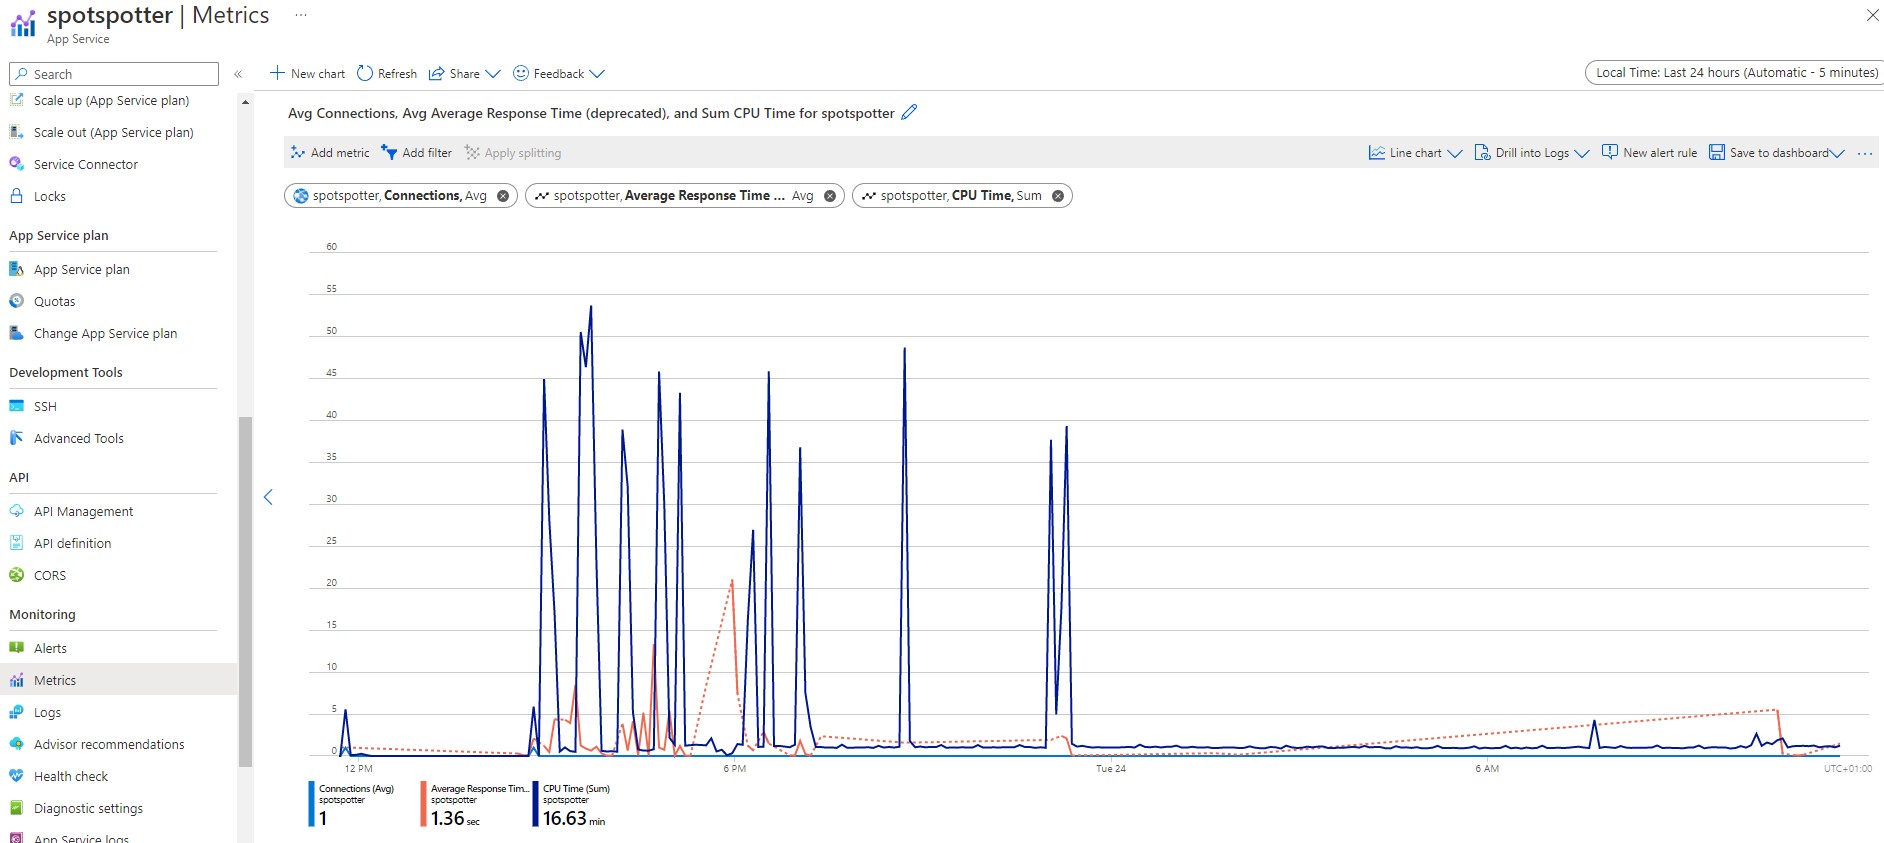 spotspotter | Metrics ...
App Service
Search
«
New chart Refresh Share Feedback
Local Time: Last 24 hours (Automatic - 5 minutes)
Scale up (App Service plan)
Scale out (App Service plan)
Service Connector
Locks
App Service plan
App Service plan
Quotas
Change App Service plan
Development Tools
SSH
Advanced Tools
API
API Management
API definition
CORS
Monitoring
Alerts
Metrics
Logs
Advisor recommendations
Health check
Diagnostic settings
App Service logs
Avg Connections, Avg Average Response Time (deprecated), and Sum CPU Time for spotspotter
Add metric Add filter Apply splitting Line chart Drill into Logs New alert rule Save to dashboard ...
spotspotter, Connections, Avg
spotspotter, Average Response Time ... Avg
spotspotter, CPU Time, Sum
60
55
50
45
40
35
30
25
20
15
10
5
0
12 PM 6 PM Tue 24 6 AM UTC+01:00
Connections (Avg)
spotspotter
1
Average Response Tim...
spotspotter
1.36 sec
CPU Time (Sum)
spotspotter
16.63 min